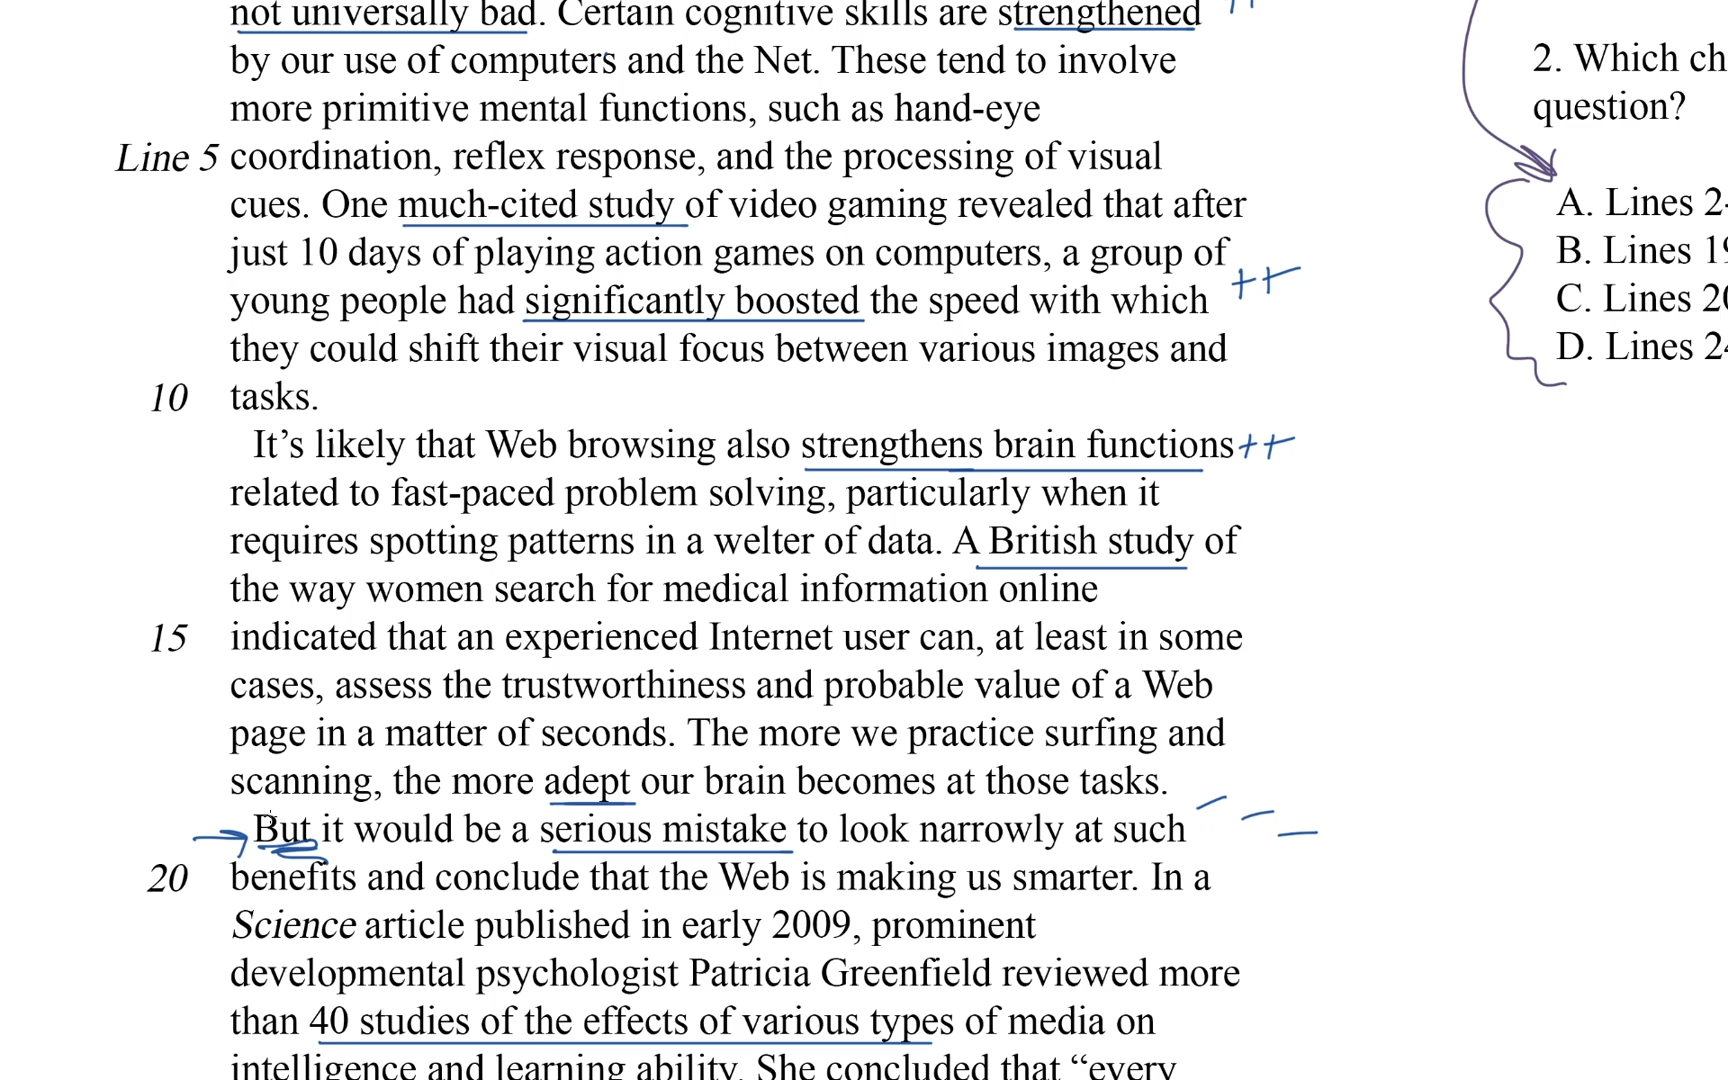 not universally bad. Certain cognitive skills are strengthened ++
by our use of computers and the Net. These tend to involve
more primitive mental functions, such as hand-eye
Line 5 coordination, reflex response, and the processing of visual
cues. One much-cited study of video gaming revealed that after
just 10 days of playing action games on computers, a group of
young people had significantly boosted the speed with which ++
they could shift their visual focus between various images and
10 tasks.
It’s likely that Web browsing also strengthens brain functions ++
related to fast-paced problem solving, particularly when it
requires spotting patterns in a welter of data. A British study of
the way women search for medical information online
15 indicated that an experienced Internet user can, at least in some
cases, assess the trustworthiness and probable value of a Web
page in a matter of seconds. The more we practice surfing and
scanning, the more adept our brain becomes at those tasks.
But it would be a serious mistake to look narrowly at such
20 benefits and conclude that the Web is making us smarter. In a
Science article published in early 2009, prominent
developmental psychologist Patricia Greenfield reviewed more
than 40 studies of the effects of various types of media on
intelligence and learning ability. She concluded that “every
2. Which ch
question?
A. Lines 2-
B. Lines 19
C. Lines 20
D. Lines 24